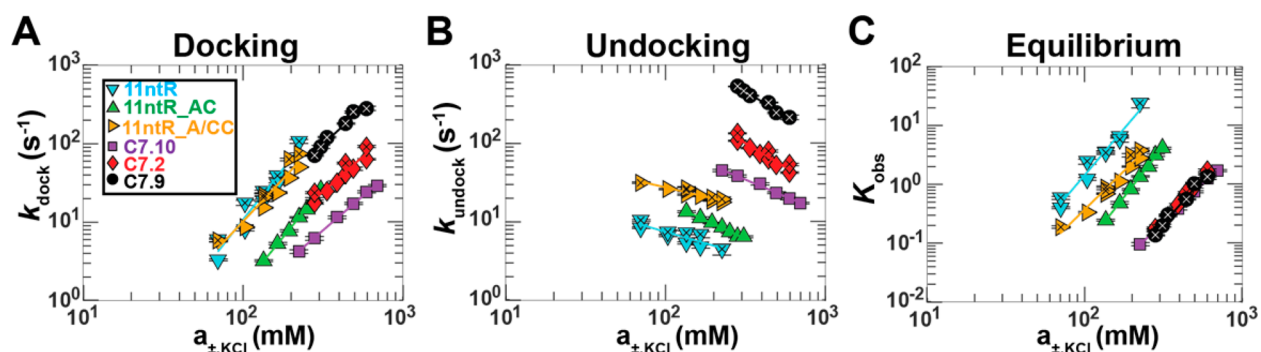 A Docking
10³
10²
10¹
10⁰
k_dock (s⁻¹)
11ntR
11ntR_AC
11ntR_A/CC
C7.10
C7.2
C7.9
10¹ 10² 10³
a±,KCl (mM)
B Undocking
10³
10²
10¹
10⁰
k_undock (s⁻¹)
10¹ 10² 10³
a±,KCl (mM)
C Equilibrium
10²
10¹
10⁰
10⁻¹
10⁻²
K_obs
10¹ 10² 10³
a±,KCl (mM)